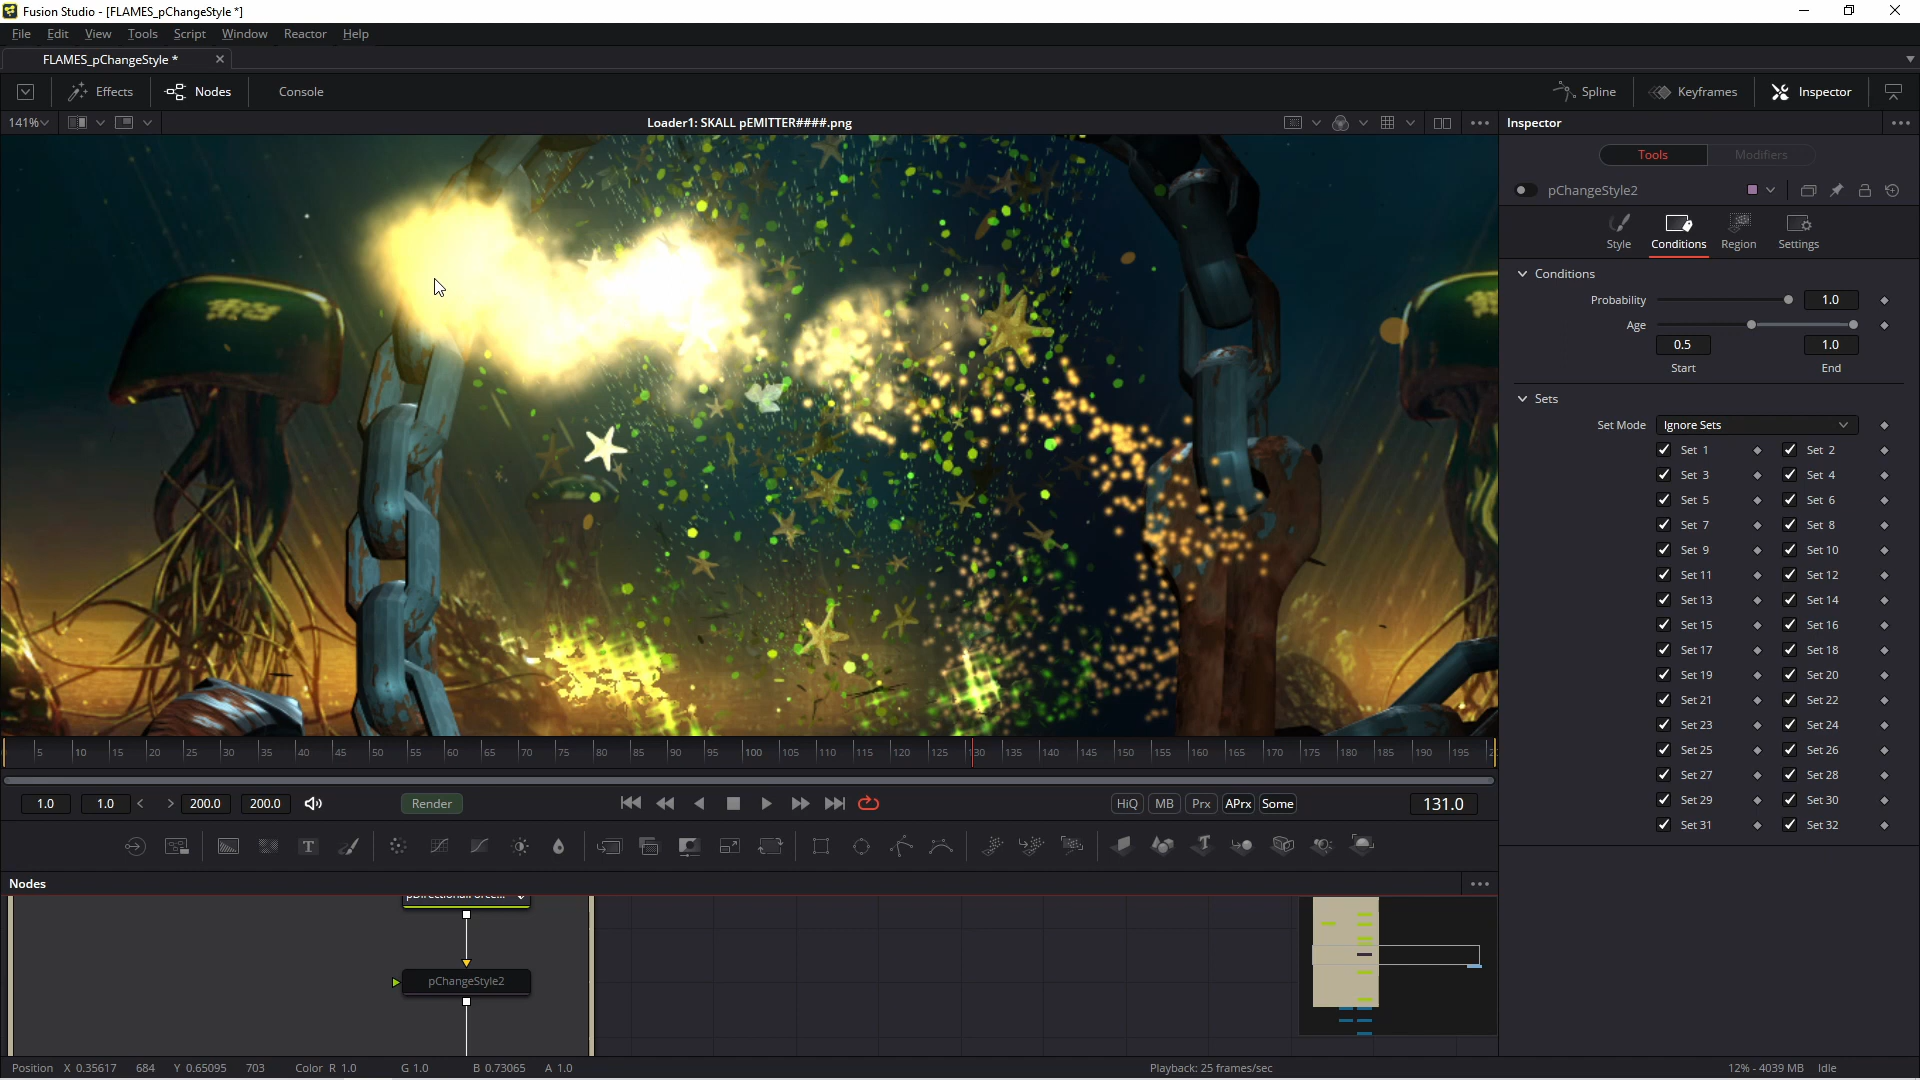 Fusion Studio - [FLAMES_pChangeStyle *]
File Edit View Tools Script Window Reactor Help
FLAMES_pChangeStyle *
Effects Nodes Console Spline Keyframes Inspector
141% Loader1: SKALL pEMITTER####.png Inspector
Tools Modifiers
pChangeStyle2
Style Conditions Region Settings
Conditions
Probability 1.0
Age
0.5 1.0
Start End
Sets
Set Mode Ignore Sets
Set 1 Set 2
Set 3 Set 4
Set 5 Set 6
Set 7 Set 8
Set 9 Set 10
Set 11 Set 12
Set 13 Set 14
Set 15 Set 16
Set 17 Set 18
Set 19 Set 20
Set 21 Set 22
Set 23 Set 24
Set 25 Set 26
Set 27 Set 28
Set 29 Set 30
Set 31 Set 32
5 10 15 20 25 30 35 40 45 50 55 60 65 70 75 80 85 90 95 100 105 110 115 120 125 130 135 140 145 150 155 160 165 170 175 180 185 190 195
1.0 1.0 < > 200.0 200.0 Render HiQ MB Prx APrx Some 131.0
Nodes
pChangeStyle2
Position X 0.35617 684 Y 0.65095 703 Color R 1.0 G 1.0 B 0.73065 A 1.0 Playback: 25 frames/sec 12% - 4039 MB Idle